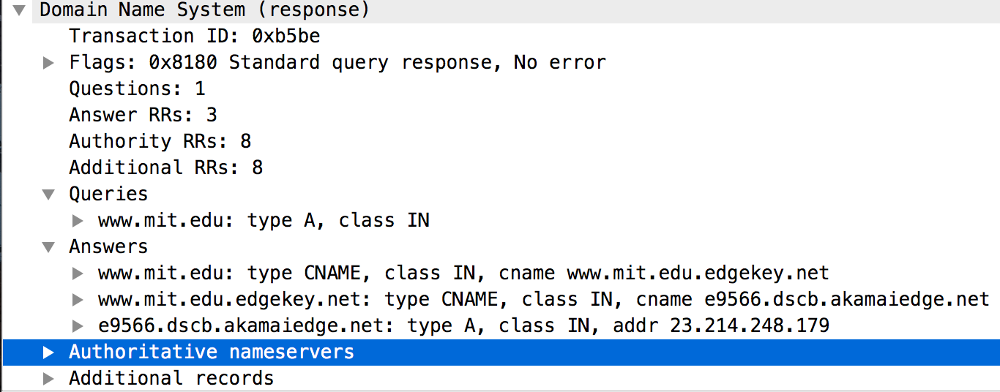 Domain Name System (response)
Transaction ID: 0xb5be
Flags: 0x8180 Standard query response, No error
Questions: 1
Answer RRs: 3
Authority RRs: 8
Additional RRs: 8
Queries
www.mit.edu: type A, class IN
Answers
www.mit.edu: type CNAME, class IN, cname www.mit.edu.edgekey.net
www.mit.edu.edgekey.net: type CNAME, class IN, cname e9566.dscb.akamaiedge.net
e9566.dscb.akamaiedge.net: type A, class IN, addr 23.214.248.179
Authoritative nameservers
Additional records